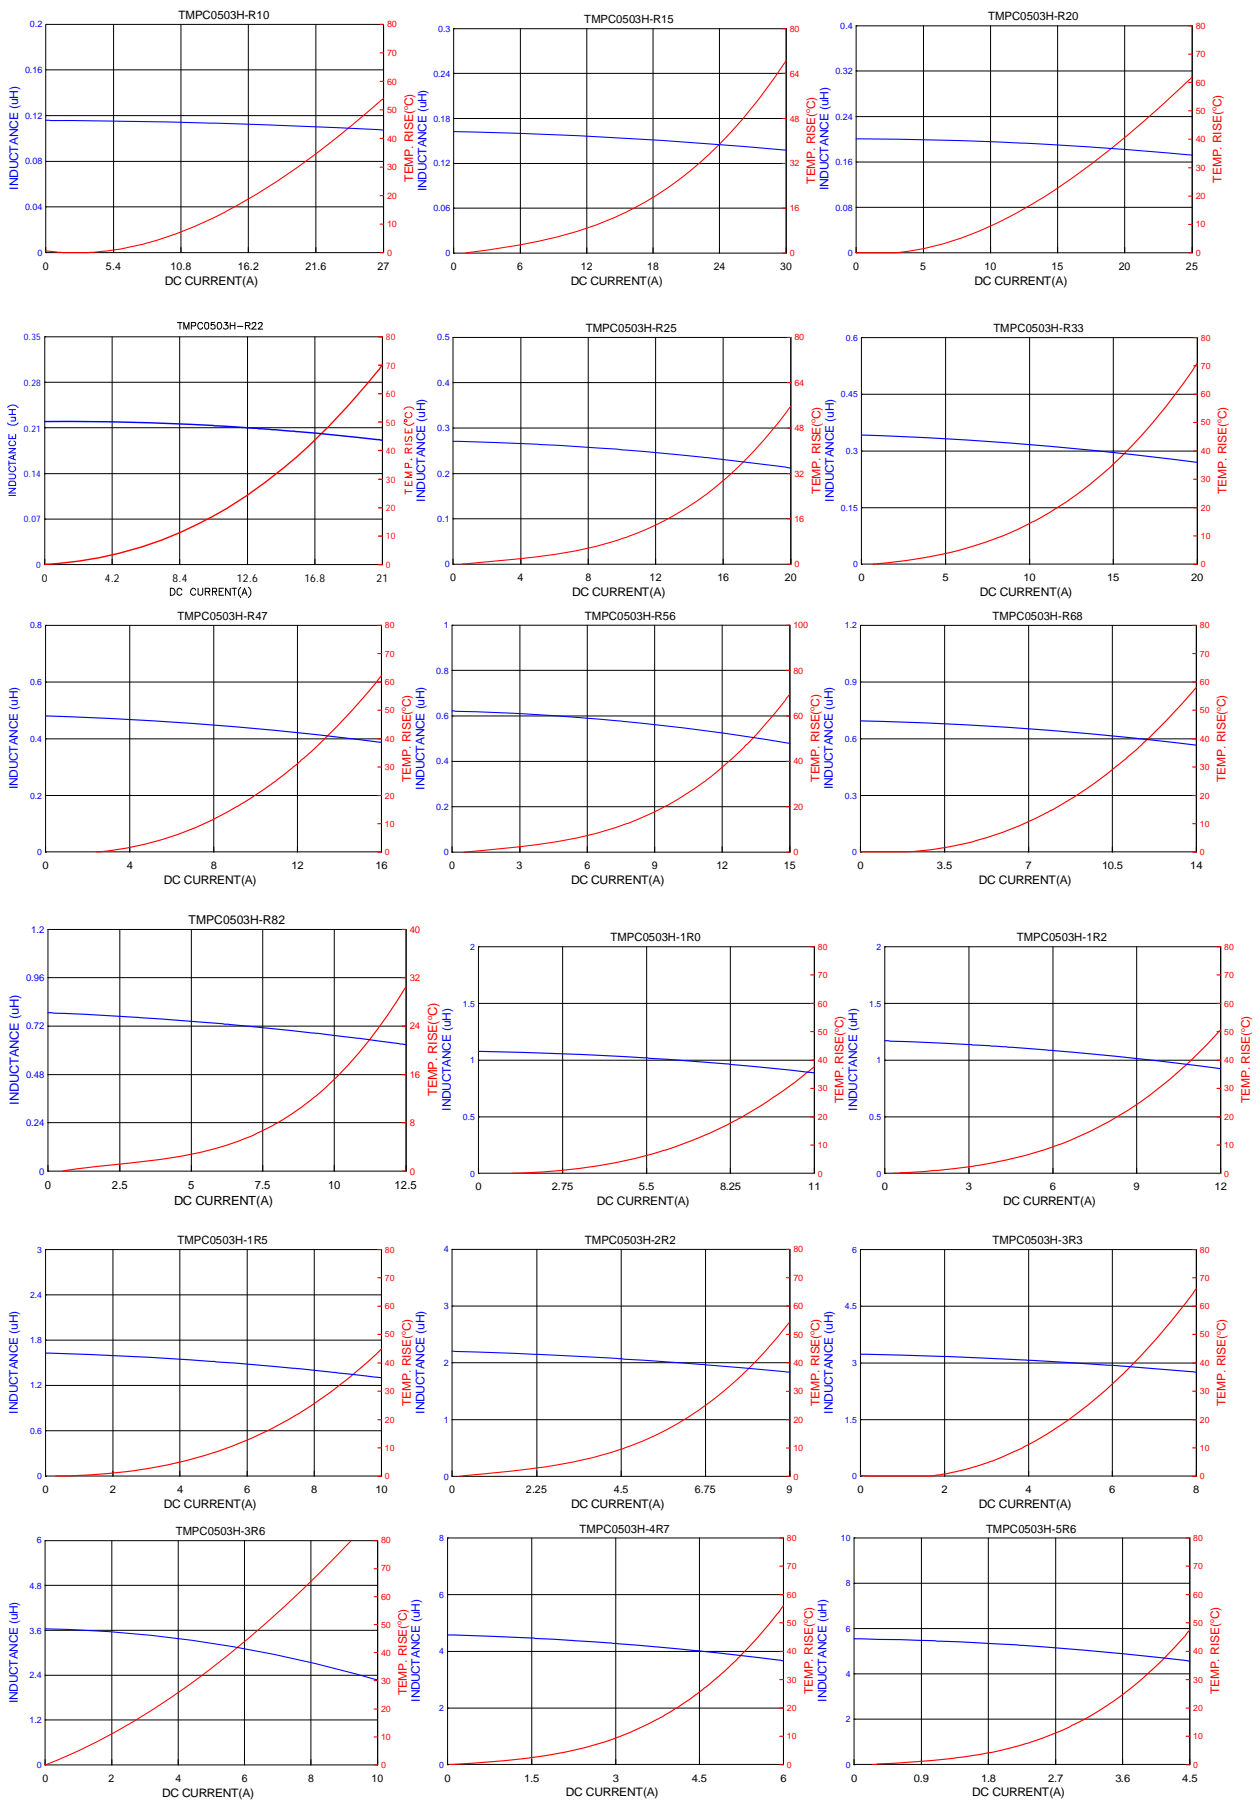 TMPC0503H-R10
INDUCTANCE (uH)
0.2
0.16
0.12
0.08
0.04
0
80
70
60
50
40
30
20
10
0
TEMP. RISE(°C)
0 5.4 10.8 16.2 21.6 27
DC CURRENT(A)
TMPC0503H-R15
INDUCTANCE (uH)
0.3
0.24
0.18
0.12
0.06
0
80
64
48
32
16
0
TEMP. RISE(°C)
0 6 12 18 24 30
DC CURRENT(A)
TMPC0503H-R20
INDUCTANCE (uH)
0.4
0.32
0.24
0.16
0.08
0
80
70
60
50
40
30
20
10
0
TEMP. RISE(°C)
0 5 10 15 20 25
DC CURRENT(A)
TMPC0503H-R22
INDUCTANCE (uH)
0.35
0.28
0.21
0.14
0.07
0
80
70
60
50
40
30
20
10
0
TEMP. RISE(°C)
0 4.2 8.4 12.6 16.8 21
DC CURRENT(A)
TMPC0503H-R25
INDUCTANCE (uH)
0.5
0.4
0.3
0.2
0.1
0
80
64
48
32
16
0
TEMP. RISE(°C)
0 4 8 12 16 20
DC CURRENT(A)
TMPC0503H-R33
INDUCTANCE (uH)
0.6
0.45
0.3
0.15
0
80
70
60
50
40
30
20
10
0
TEMP. RISE(°C)
0 5 10 15 20
DC CURRENT(A)
TMPC0503H-R47
INDUCTANCE (uH)
0.8
0.6
0.4
0.2
0
80
70
60
50
40
30
20
10
0
TEMP. RISE(°C)
0 4 8 12 16
DC CURRENT(A)
TMPC0503H-R56
INDUCTANCE (uH)
1
0.8
0.6
0.4
0.2
0
100
80
60
40
20
0
TEMP. RISE(°C)
0 3 6 9 12 15
DC CURRENT(A)
TMPC0503H-R68
INDUCTANCE (uH)
1.2
0.9
0.6
0.3
0
80
70
60
50
40
30
20
10
0
TEMP. RISE(°C)
0 3.5 7 10.5 14
DC CURRENT(A)
TMPC0503H-R82
INDUCTANCE (uH)
1.2
0.96
0.72
0.48
0.24
0
40
32
24
16
8
0
TEMP. RISE(°C)
0 2.5 5 7.5 10 12.5
DC CURRENT(A)
TMPC0503H-1R0
INDUCTANCE (uH)
2
1.5
1
0.5
0
80
70
60
50
40
30
20
10
0
TEMP. RISE(°C)
0 2.75 5.5 8.25 11
DC CURRENT(A)
TMPC0503H-1R2
INDUCTANCE (uH)
2
1.5
1
0.5
0
80
70
60
50
40
30
20
10
0
TEMP. RISE(°C)
0 3 6 9 12
DC CURRENT(A)
TMPC0503H-1R5
INDUCTANCE (uH)
3
2.4
1.8
1.2
0.6
0
80
70
60
50
40
30
20
10
0
TEMP. RISE(°C)
0 2 4 6 8 10
DC CURRENT(A)
TMPC0503H-2R2
INDUCTANCE (uH)
4
3
2
1
0
80
70
60
50
40
30
20
10
0
TEMP. RISE(°C)
0 2.25 4.5 6.75 9
DC CURRENT(A)
TMPC0503H-3R3
INDUCTANCE (uH)
6
4.5
3
1.5
0
80
70
60
50
40
30
20
10
0
TEMP. RISE(°C)
0 2 4 6 8
DC CURRENT(A)
TMPC0503H-3R6
INDUCTANCE (uH)
6
4.8
3.6
2.4
1.2
0
80
70
60
50
40
30
20
10
0
TEMP. RISE(°C)
0 2 4 6 8 10
DC CURRENT(A)
TMPC0503H-4R7
INDUCTANCE (uH)
8
6
4
2
0
80
70
60
50
40
30
20
10
0
TEMP. RISE(°C)
0 1.5 3 4.5 6
DC CURRENT(A)
TMPC0503H-5R6
INDUCTANCE (uH)
10
8
6
4
2
0
80
70
60
50
40
30
20
10
0
TEMP. RISE(°C)
0 0.9 1.8 2.7 3.6 4.5
DC CURRENT(A)